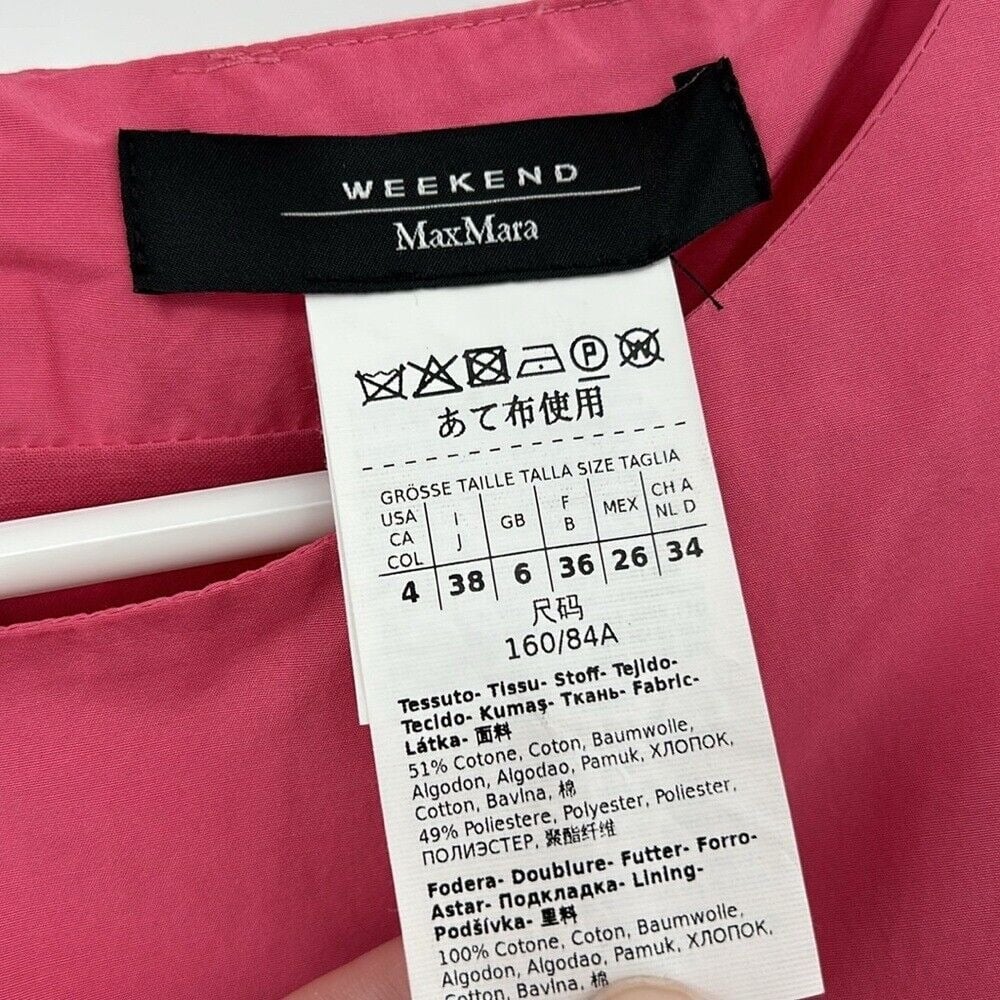 WEEKEND
MaxMara
P W
あて布使用
GRÖSSE TAILLE TALLA SIZE TAGLIA
USA CA COL I J GB F B MEX CH A NL D
4 38 6 36 26 34
尺码
160/84A
Tessuto- Tissu- Stoff- Tejido-
Tecido- Kumaş- Ткань- Fabric-
Látka- 面料
51% Cotone, Coton, Baumwolle,
Algodon, Algodao, Pamuk, ХЛОПОК,
Cotton, Bavlna, 棉
49% Poliestere, Polyester, Poliester,
ПОЛИЭСТЕР, 聚酯纤维
Fodera- Doublure- Futter- Forro-
Astar- Подкладка- Lining-
Podšívka- 里料
100% Cotone, Coton, Baumwolle,
Algodon, Algodao, Pamuk, ХЛОПОК,
Cotton, Bavlna, 棉